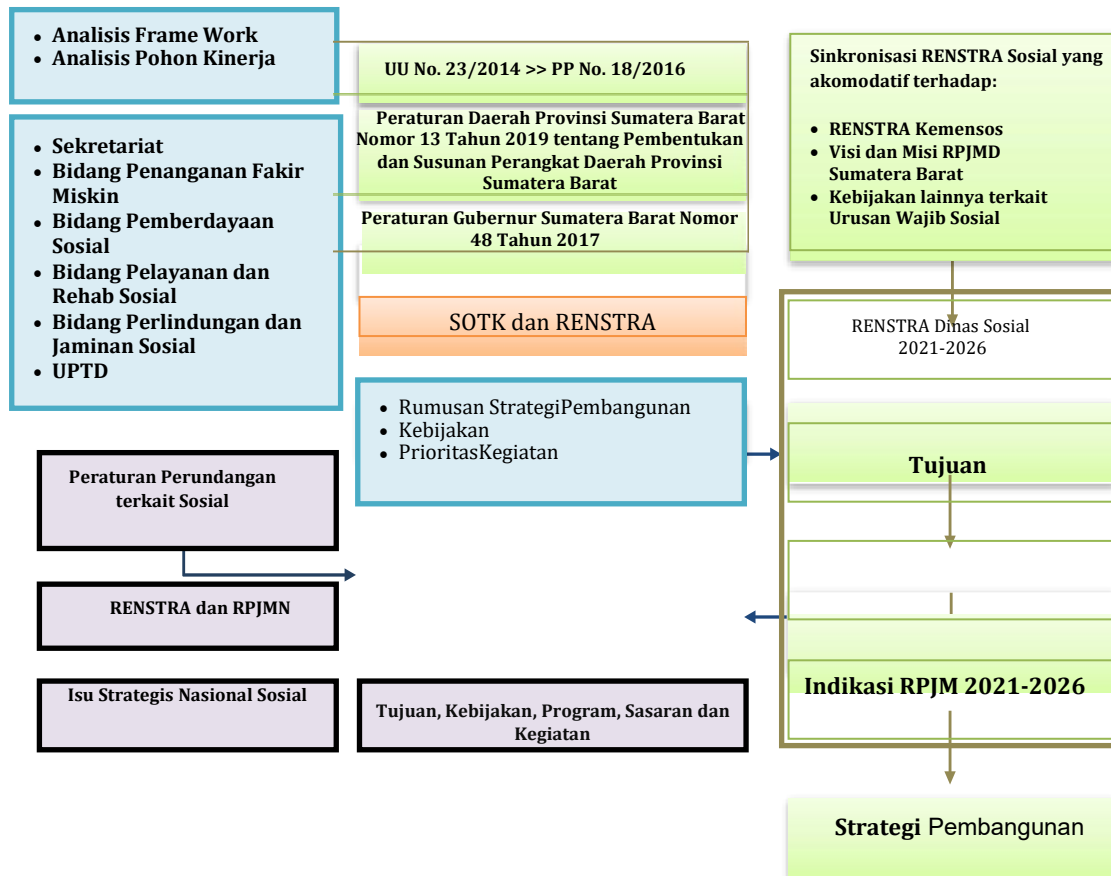 • Analisis Frame Work
• Analisis Pohon Kinerja
UU No. 23/2014 >> PP No. 18/2016
Peraturan Daerah Provinsi Sumatera Barat
Nomor 13 Tahun 2019 tentang Pembentukan
dan Susunan Perangkat Daerah Provinsi
Sumatera Barat
Peraturan Gubernur Sumatera Barat Nomor
48 Tahun 2017
SOTK dan RENSTRA
Sinkronisasi RENSTRA Sosial yang
akomodatif terhadap:
• RENSTRA Kemensos
• Visi dan Misi RPJMD
Sumatera Barat
• Kebijakan lainnya terkait
Urusan Wajib Sosial
• Sekretariat
• Bidang Penanganan Fakir
Miskin
• Bidang Pemberdayaan
Sosial
• Bidang Pelayanan dan
Rehab Sosial
• Bidang Perlindungan dan
Jaminan Sosial
• UPTD
RENSTRA Dinas Sosial
2021-2026
• Rumusan StrategiPembangunan
• Kebijakan
• PrioritasKegiatan
Tujuan
Peraturan Perundangan
terkait Sosial
RENSTRA dan RPJMN
Isu Strategis Nasional Sosial
Tujuan, Kebijakan, Program, Sasaran dan
Kegiatan
Indikasi RPJM 2021-2026
Strategi Pembangunan